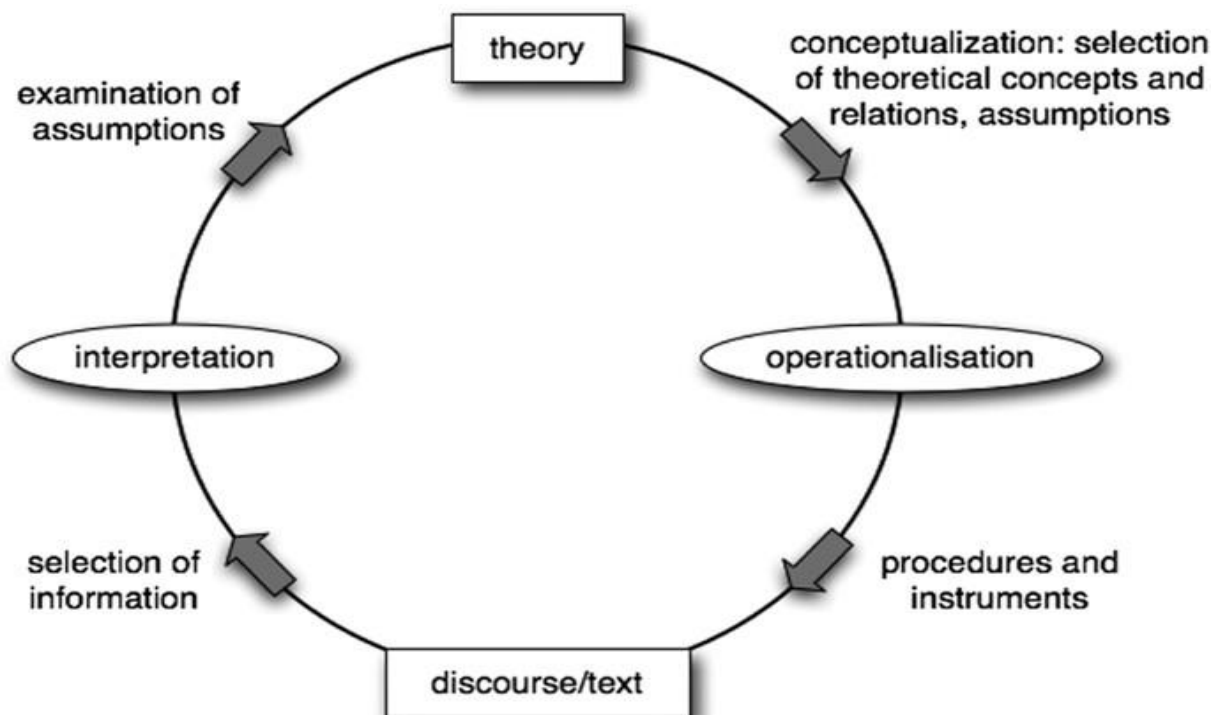 theory
conceptualization: selection
of theoretical concepts and
relations, assumptions
examination of
assumptions
interpretation
operationalisation
selection of
information
procedures and
instruments
discourse/text